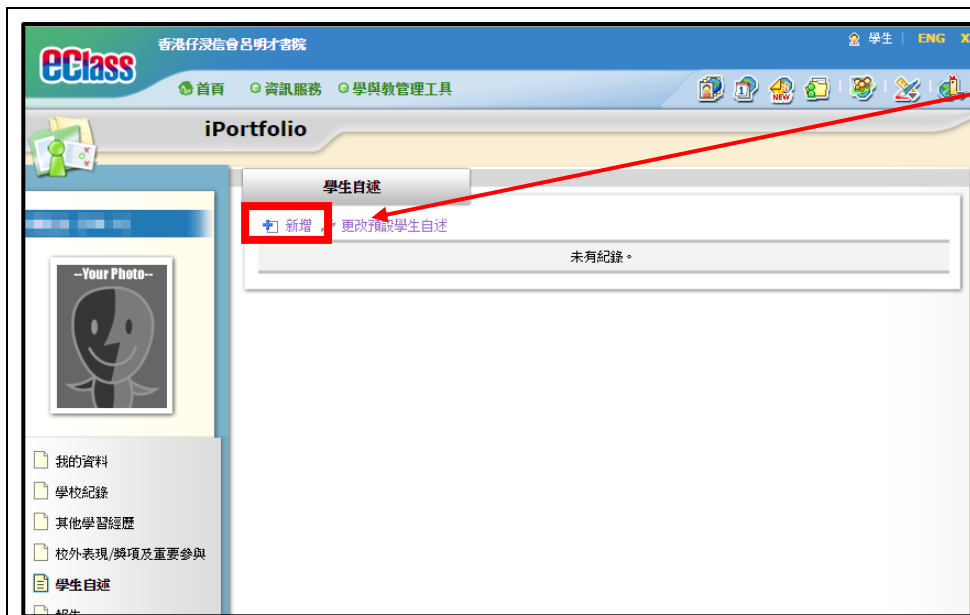 eClass
香港仔浸信會呂明才書院
學生 | ENG X
首頁 資訊服務 學與教管理工具
NEW
iPortfolio
學生自述
新增 更改預設學生自述
未有紀錄。
--Your Photo--
我的資料
學校紀錄
其他學習經歷
校外表現/獎項及重要參與
學生自述